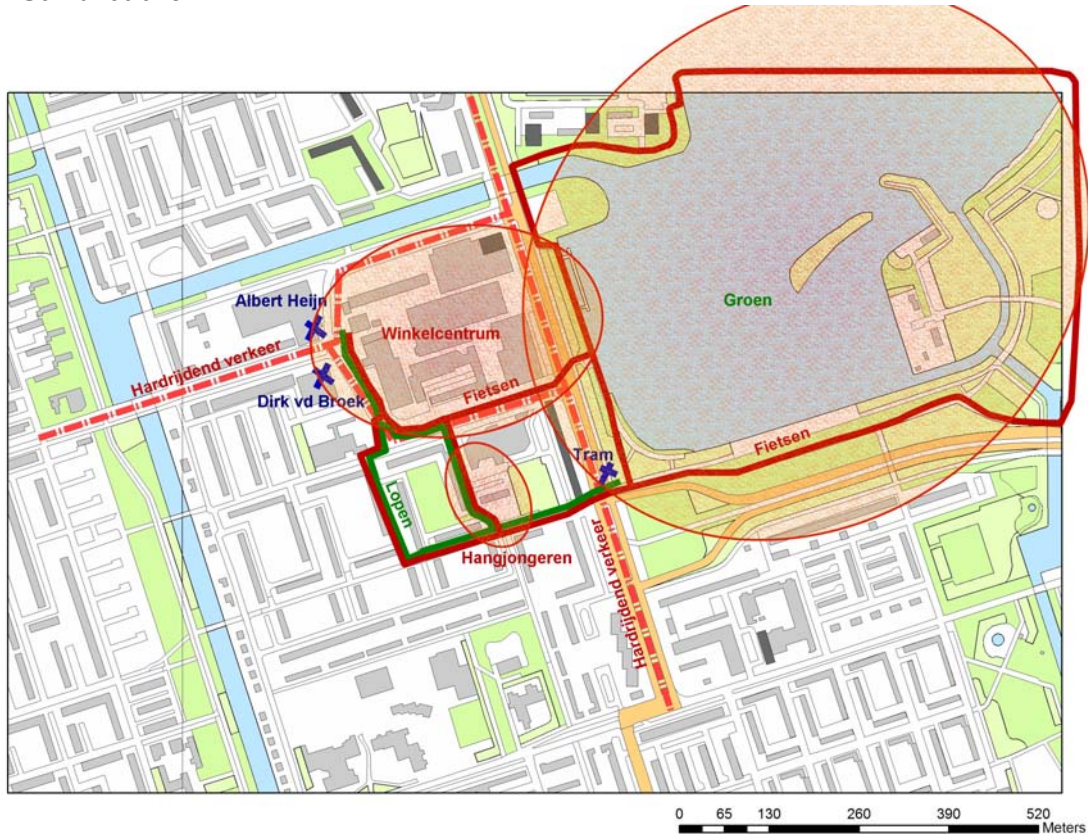 Albert Heijn
Winkelcentrum
Groen
Hardrijdend verkeer
Dirk vd Broek
Fietsen
Fietsen
Tram
Lopen
Hangjongeren
Hardrijdend verkeer
0 65 130 260 390 520
Meters